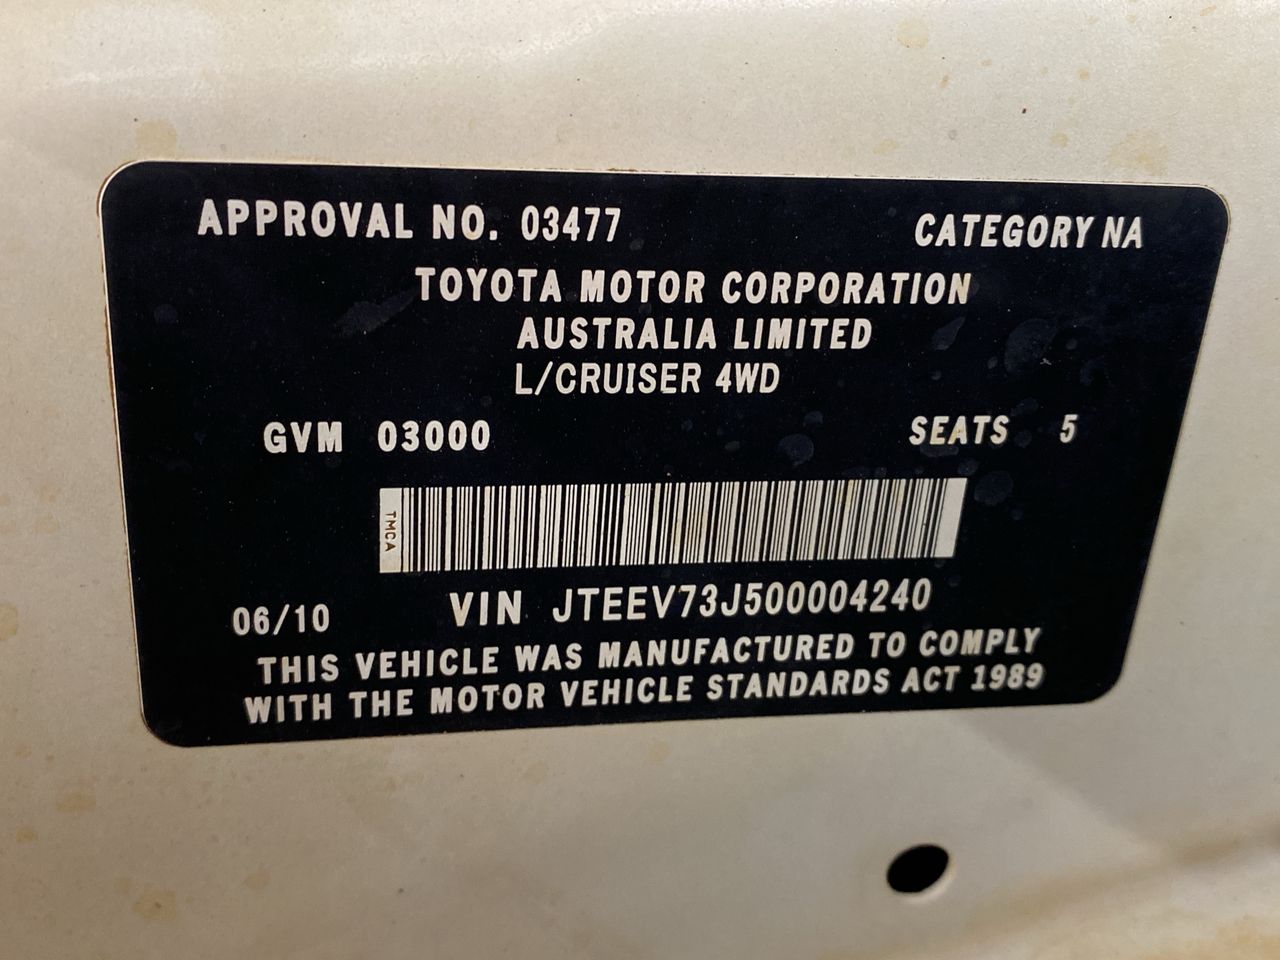 APPROVAL NO. 03477 CATEGORY NA
TOYOTA MOTOR CORPORATION
AUSTRALIA LIMITED
L/CRUISER 4WD
GVM 03000 SEATS 5
TMCA
06/10 VIN JTEEV73J500004240
THIS VEHICLE WAS MANUFACTURED TO COMPLY
WITH THE MOTOR VEHICLE STANDARDS ACT 1989